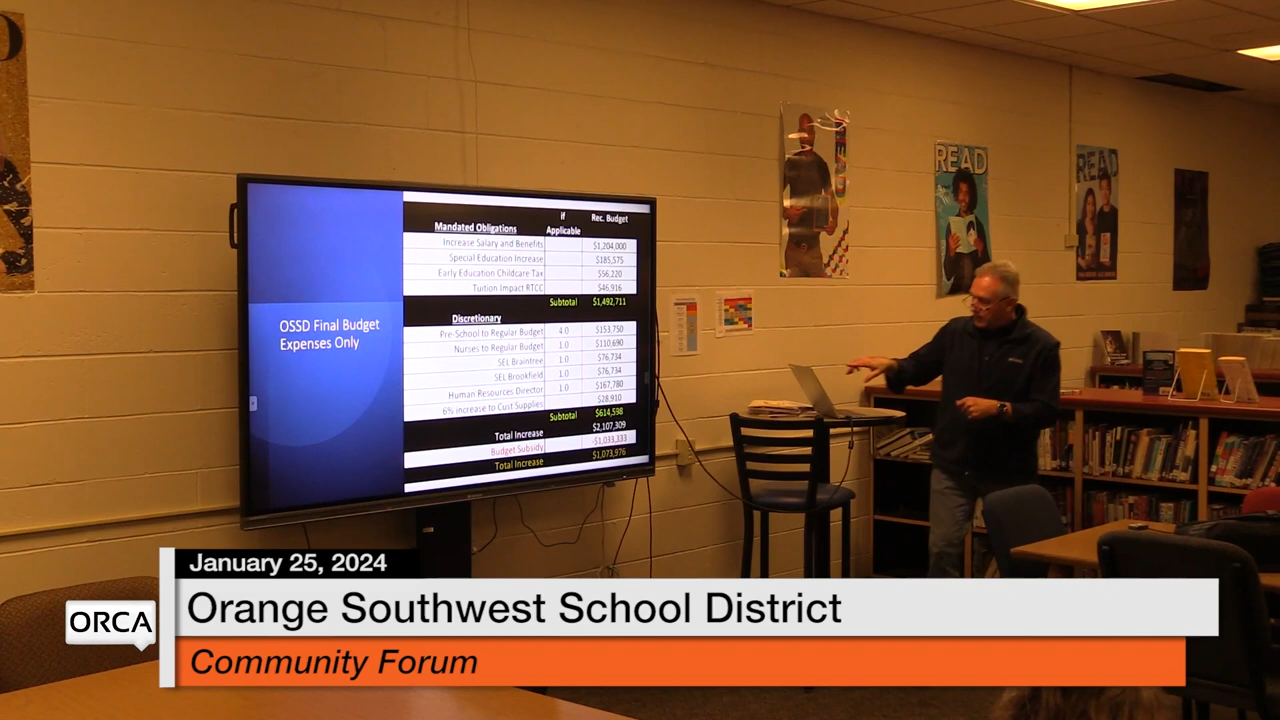 if
Applicable
Rec. Budget
Mandated Obligations
Increase Salary and Benefits $1,204,000
Special Education Increase $185,575
Early Education Childcare Tax $56,220
Tuition Impact RTCC $46,916
Subtotal $1,492,711
OSSD Final Budget
Expenses Only
Discretionary
Pre-School to Regular Budget 4.0 $153,750
Nurses to Regular Budget 1.0 $110,690
SEL Braintree 1.0 $76,734
SEL Brookfield 1.0 $76,734
Human Resources Director 1.0 $167,780
6% increase to Cust Supplies $28,910
Subtotal $614,598
Total Increase $2,107,309
Budget Subsidy -$1,033,333
Total Increase $1,073,976
READ
READ
READ
January 25, 2024
ORCA
Orange Southwest School District
Community Forum